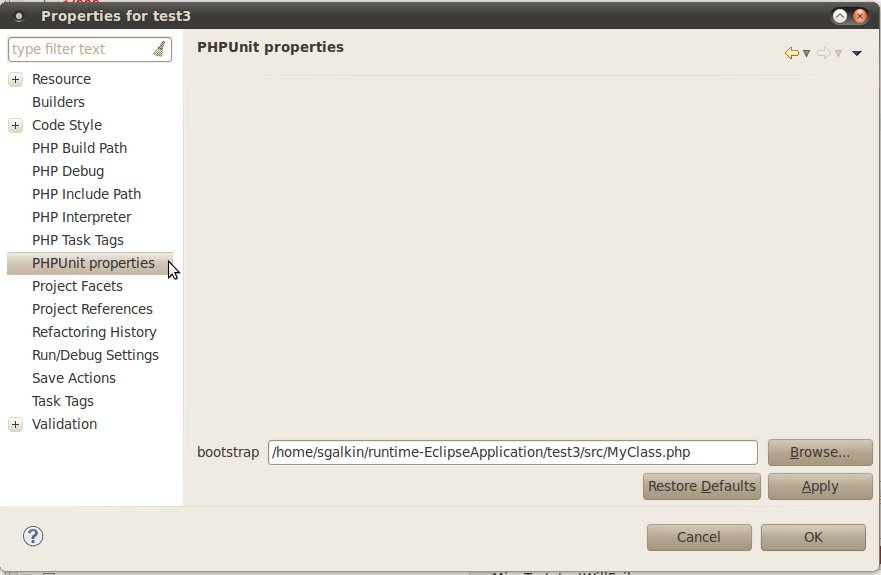 Properties for test3
type filter text
Resource
Builders
Code Style
PHP Build Path
PHP Debug
PHP Include Path
PHP Interpreter
PHP Task Tags
PHPUnit properties
Project Facets
Project References
Refactoring History
Run/Debug Settings
Save Actions
Task Tags
Validation
PHPUnit properties
bootstrap /home/sgalkin/runtime-EclipseApplication/test3/src/MyClass.php Browse...
Restore Defaults Apply
?
Cancel OK